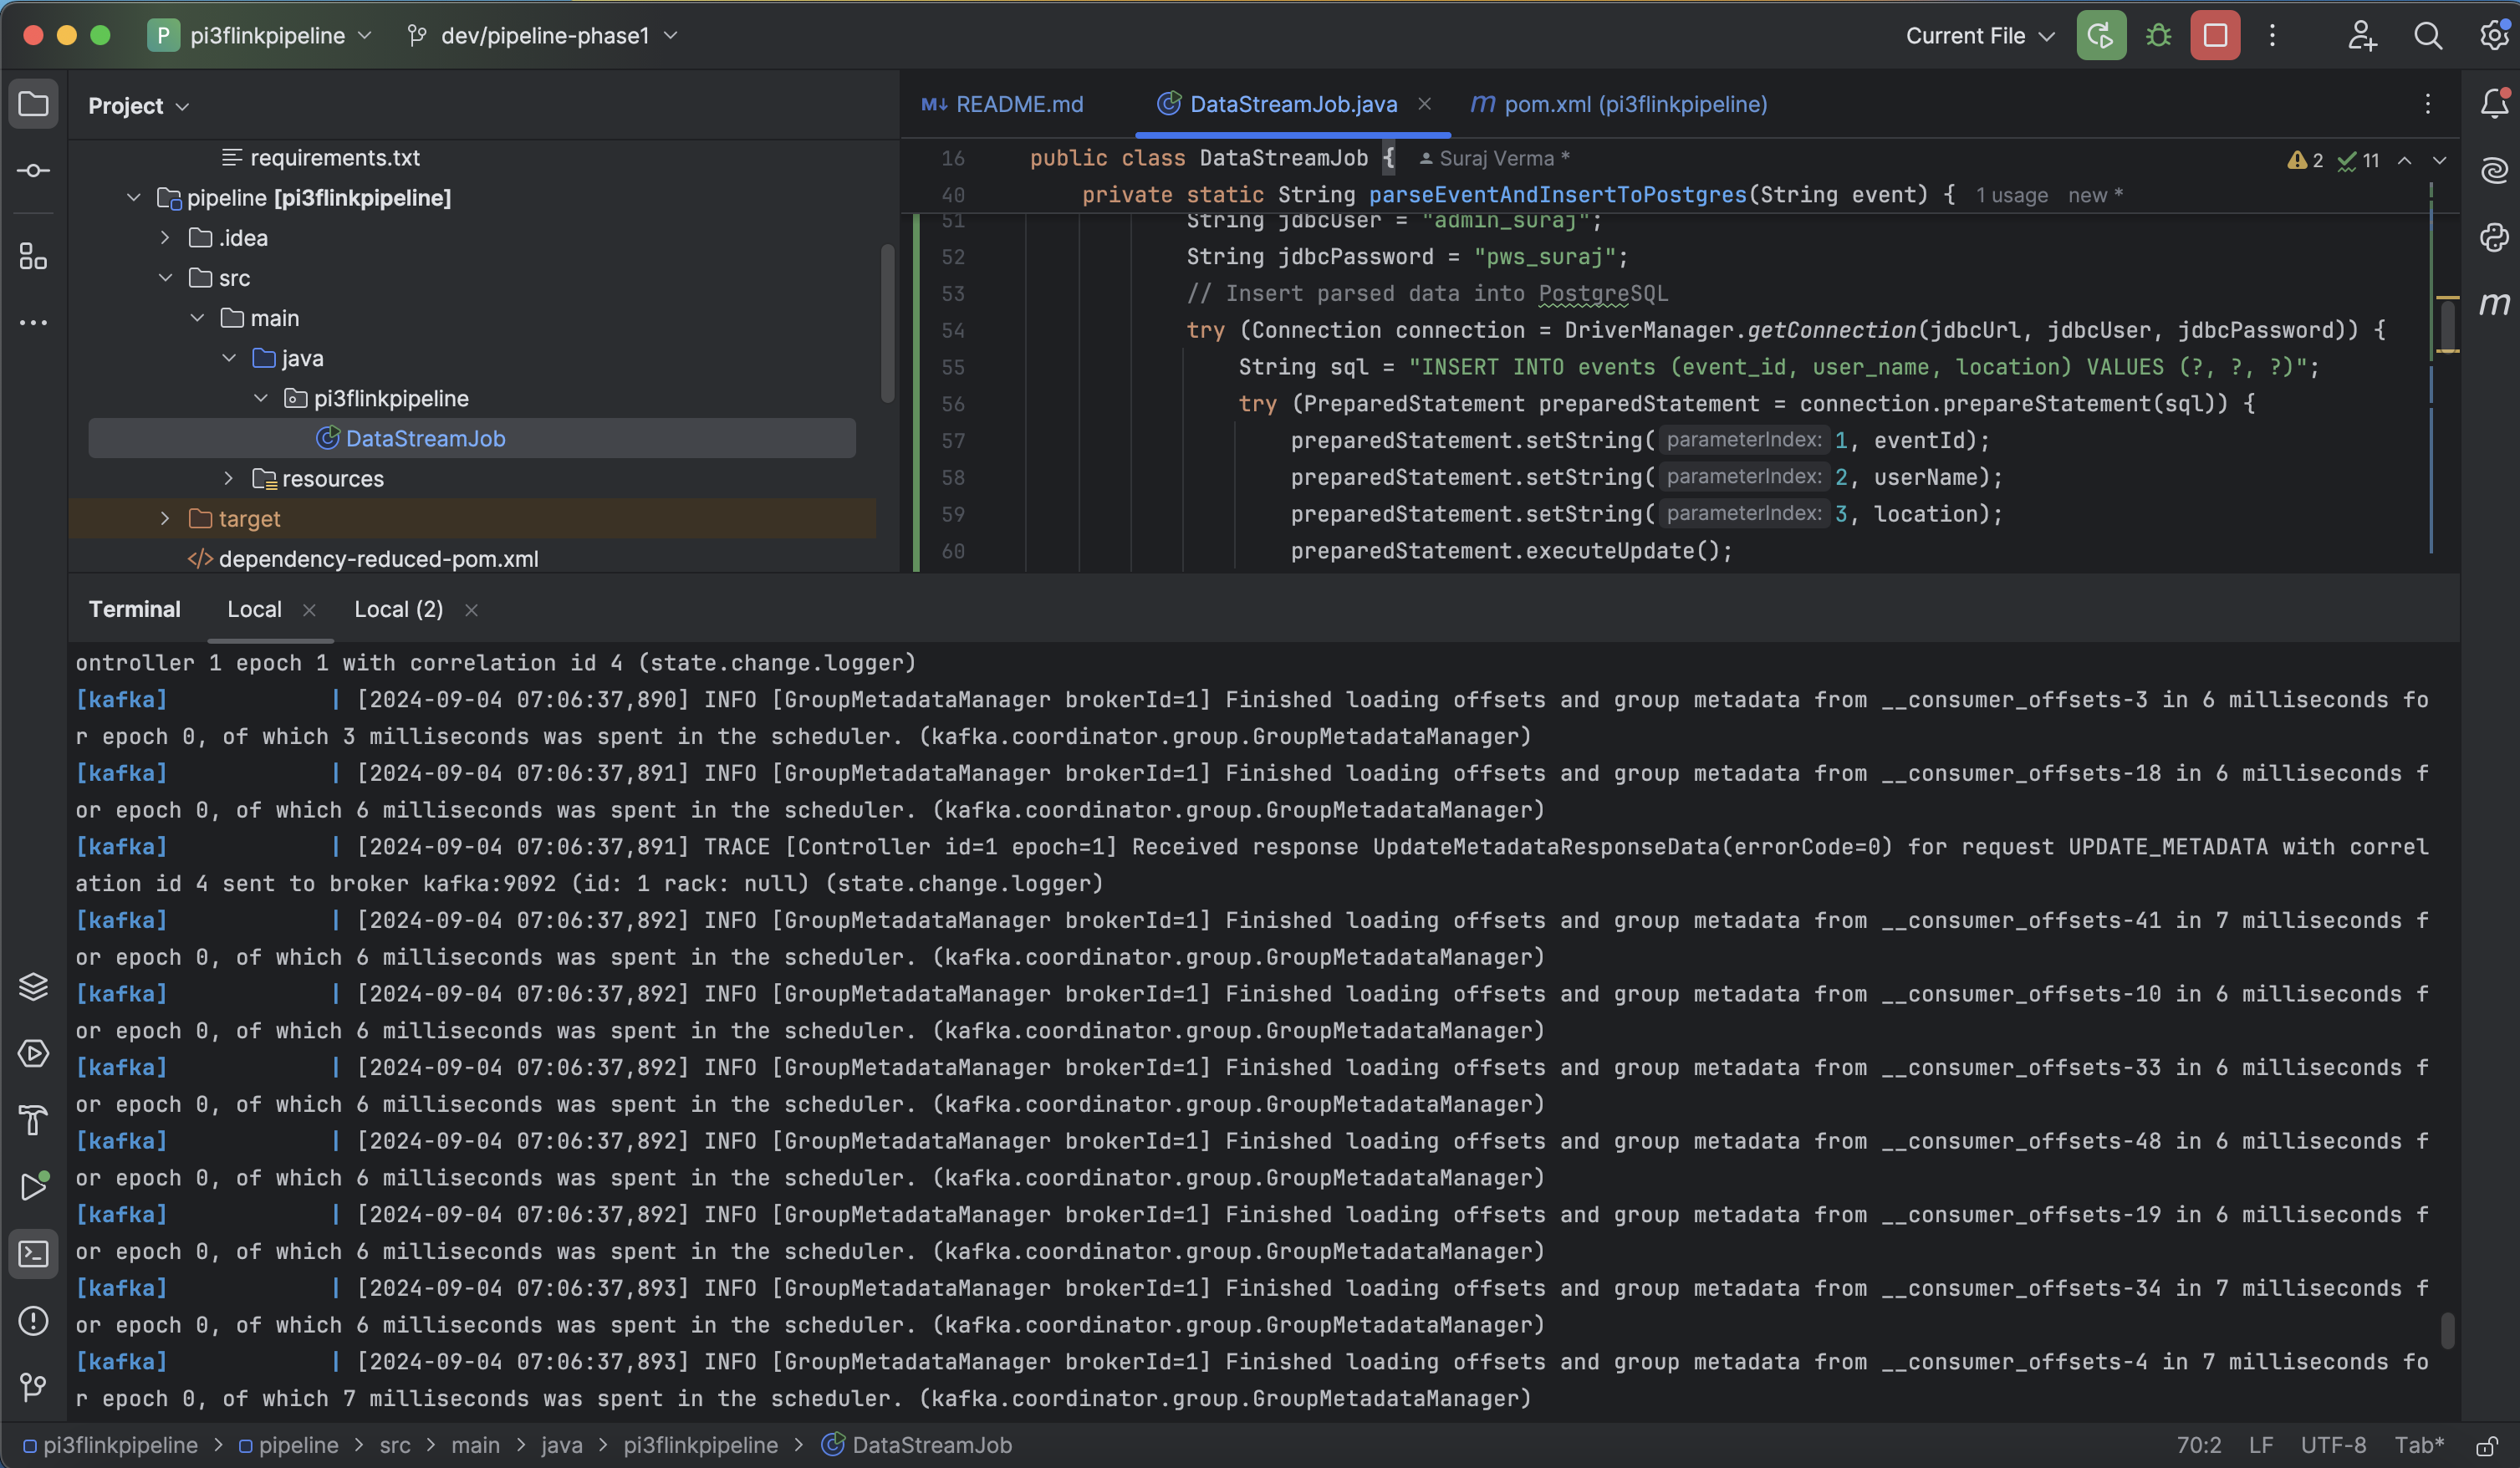 P pi3flinkpipeline dev/pipeline-phase1 Current File
Project
README.md DataStreamJob.java pom.xml (pi3flinkpipeline)
requirements.txt
pipeline [pi3flinkpipeline]
.idea
src
main
java
pi3flinkpipeline
DataStreamJob
resources
target
dependency-reduced-pom.xml
16 public class DataStreamJob { Suraj Verma * 2 11
40 private static String parseEventAndInsertToPostgres(String event) { 1 usage new *
51 String jdbcUser = "admin_suraj";
52 String jdbcPassword = "pws_suraj";
53 // Insert parsed data into PostgreSQL
54 try (Connection connection = DriverManager.getConnection(jdbcUrl, jdbcUser, jdbcPassword)) {
55 String sql = "INSERT INTO events (event_id, user_name, location) VALUES (?, ?, ?)";
56 try (PreparedStatement preparedStatement = connection.prepareStatement(sql)) {
57 preparedStatement.setString( parameterIndex: 1, eventId);
58 preparedStatement.setString( parameterIndex: 2, userName);
59 preparedStatement.setString( parameterIndex: 3, location);
60 preparedStatement.executeUpdate();
Terminal Local Local (2)
ontroller 1 epoch 1 with correlation id 4 (state.change.logger)
[kafka] | [2024-09-04 07:06:37,890] INFO [GroupMetadataManager brokerId=1] Finished loading offsets and group metadata from __consumer_offsets-3 in 6 milliseconds fo
r epoch 0, of which 3 milliseconds was spent in the scheduler. (kafka.coordinator.group.GroupMetadataManager)
[kafka] | [2024-09-04 07:06:37,891] INFO [GroupMetadataManager brokerId=1] Finished loading offsets and group metadata from __consumer_offsets-18 in 6 milliseconds f
or epoch 0, of which 6 milliseconds was spent in the scheduler. (kafka.coordinator.group.GroupMetadataManager)
[kafka] | [2024-09-04 07:06:37,891] TRACE [Controller id=1 epoch=1] Received response UpdateMetadataResponseData(errorCode=0) for request UPDATE_METADATA with correl
ation id 4 sent to broker kafka:9092 (id: 1 rack: null) (state.change.logger)
[kafka] | [2024-09-04 07:06:37,892] INFO [GroupMetadataManager brokerId=1] Finished loading offsets and group metadata from __consumer_offsets-41 in 7 milliseconds f
or epoch 0, of which 6 milliseconds was spent in the scheduler. (kafka.coordinator.group.GroupMetadataManager)
[kafka] | [2024-09-04 07:06:37,892] INFO [GroupMetadataManager brokerId=1] Finished loading offsets and group metadata from __consumer_offsets-10 in 6 milliseconds f
or epoch 0, of which 6 milliseconds was spent in the scheduler. (kafka.coordinator.group.GroupMetadataManager)
[kafka] | [2024-09-04 07:06:37,892] INFO [GroupMetadataManager brokerId=1] Finished loading offsets and group metadata from __consumer_offsets-33 in 6 milliseconds f
or epoch 0, of which 6 milliseconds was spent in the scheduler. (kafka.coordinator.group.GroupMetadataManager)
[kafka] | [2024-09-04 07:06:37,892] INFO [GroupMetadataManager brokerId=1] Finished loading offsets and group metadata from __consumer_offsets-48 in 6 milliseconds f
or epoch 0, of which 6 milliseconds was spent in the scheduler. (kafka.coordinator.group.GroupMetadataManager)
[kafka] | [2024-09-04 07:06:37,892] INFO [GroupMetadataManager brokerId=1] Finished loading offsets and group metadata from __consumer_offsets-19 in 6 milliseconds f
or epoch 0, of which 6 milliseconds was spent in the scheduler. (kafka.coordinator.group.GroupMetadataManager)
[kafka] | [2024-09-04 07:06:37,893] INFO [GroupMetadataManager brokerId=1] Finished loading offsets and group metadata from __consumer_offsets-34 in 7 milliseconds f
or epoch 0, of which 6 milliseconds was spent in the scheduler. (kafka.coordinator.group.GroupMetadataManager)
[kafka] | [2024-09-04 07:06:37,893] INFO [GroupMetadataManager brokerId=1] Finished loading offsets and group metadata from __consumer_offsets-4 in 7 milliseconds fo
r epoch 0, of which 7 milliseconds was spent in the scheduler. (kafka.coordinator.group.GroupMetadataManager)
pi3flinkpipeline > pipeline > src > main > java > pi3flinkpipeline > DataStreamJob 70:2 LF UTF-8 Tab*